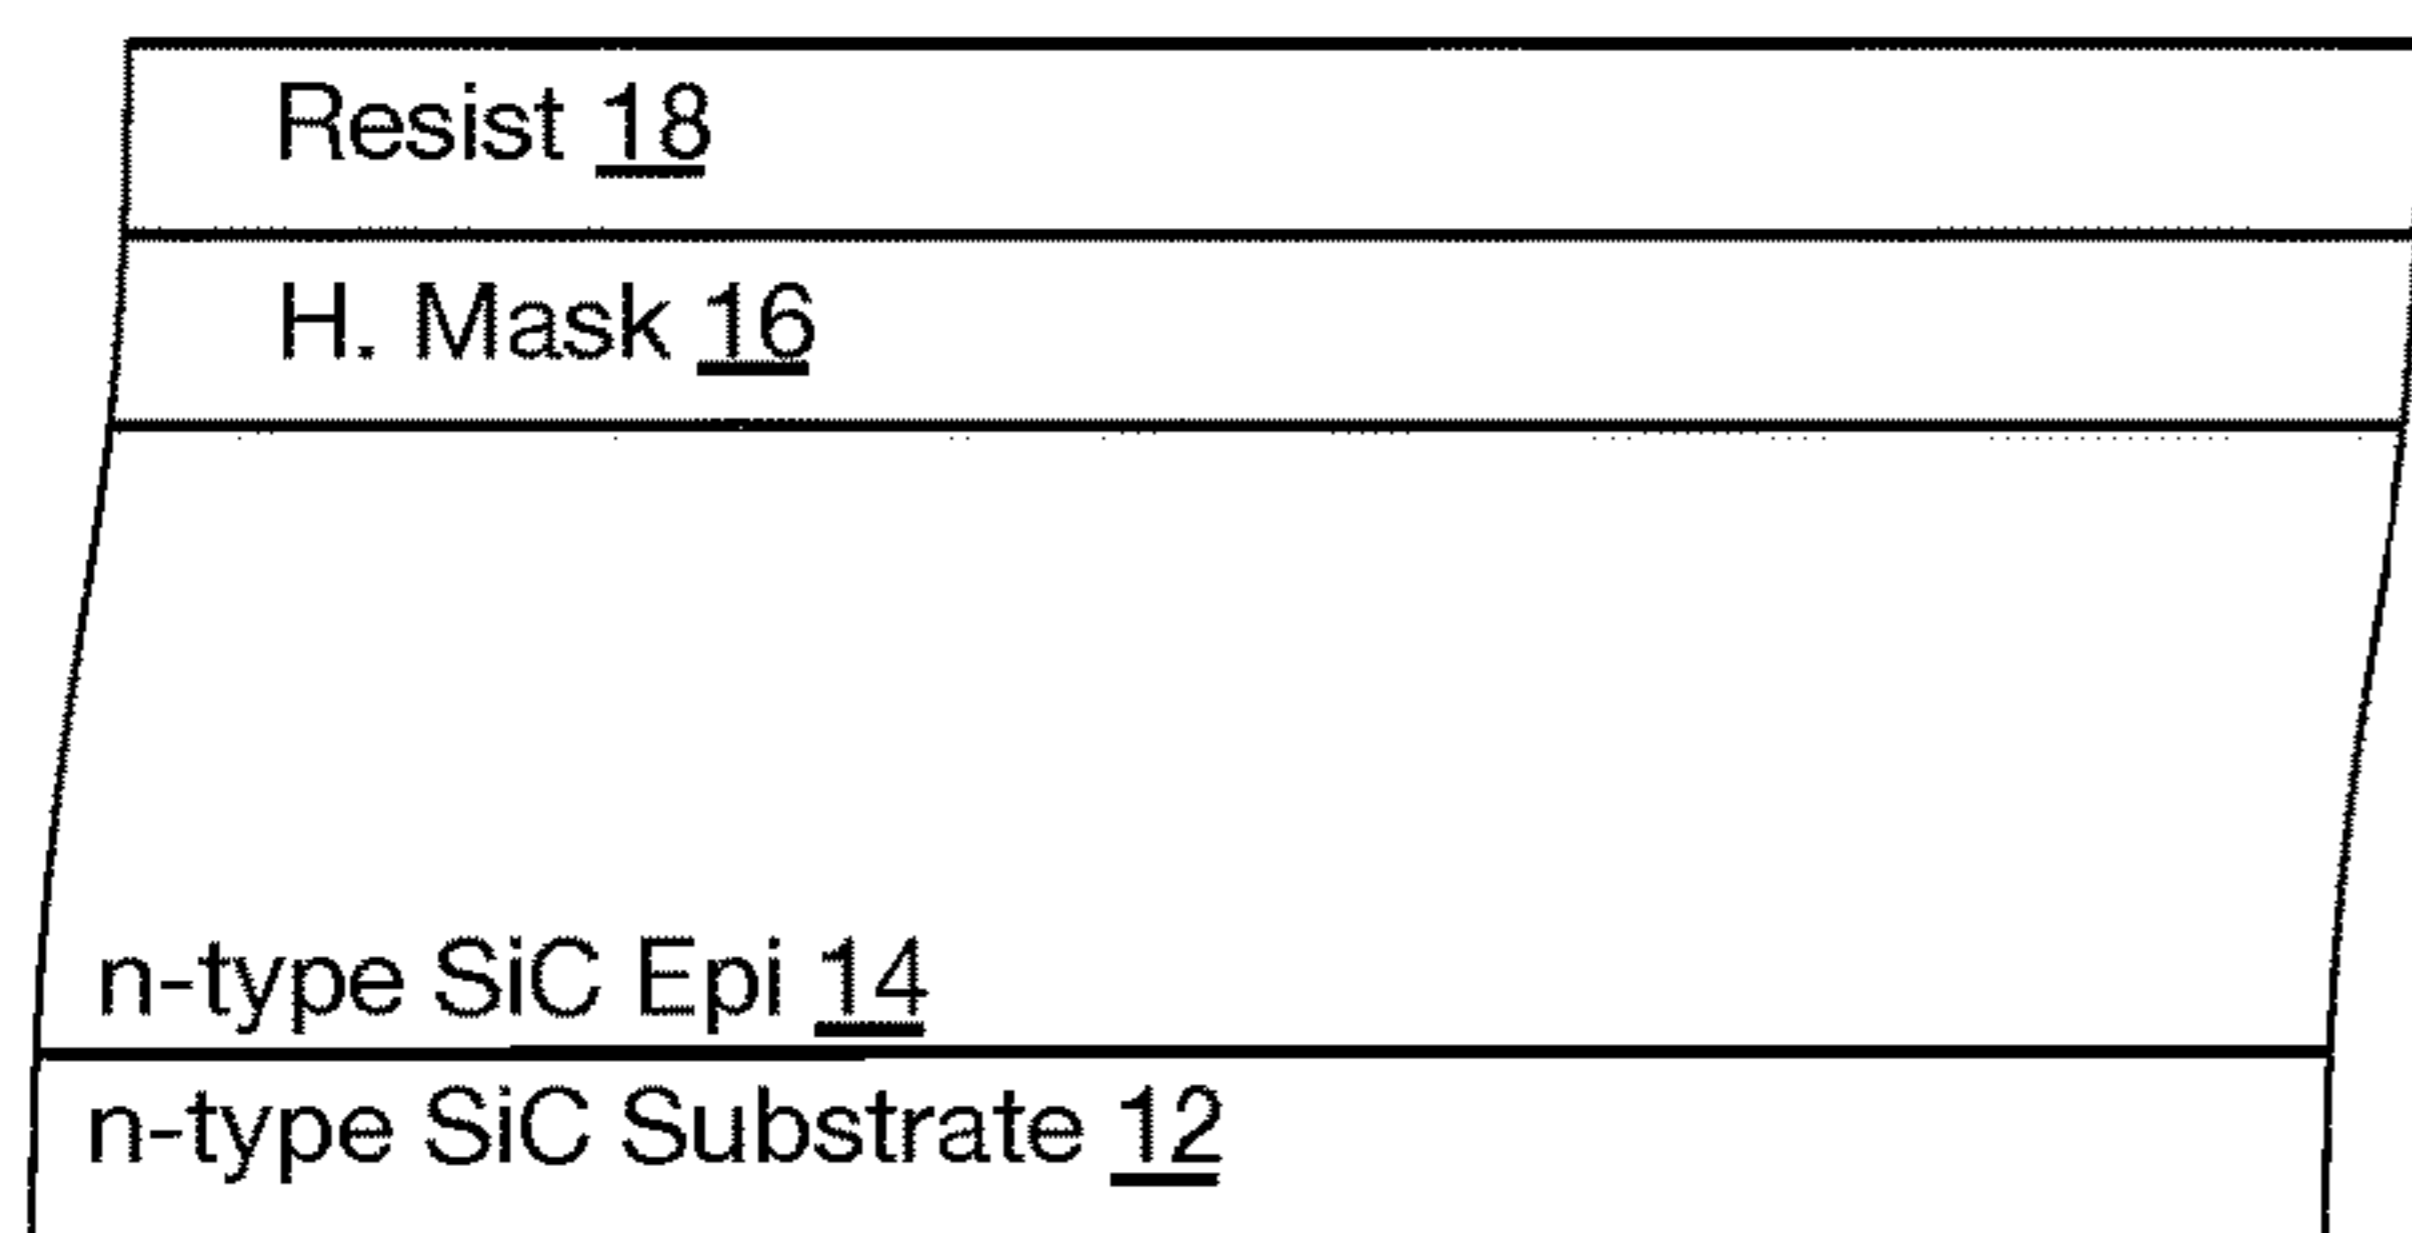 Resist 18
H. Mask 16
n-type SiC Epi 14
n-type SiC Substrate 12